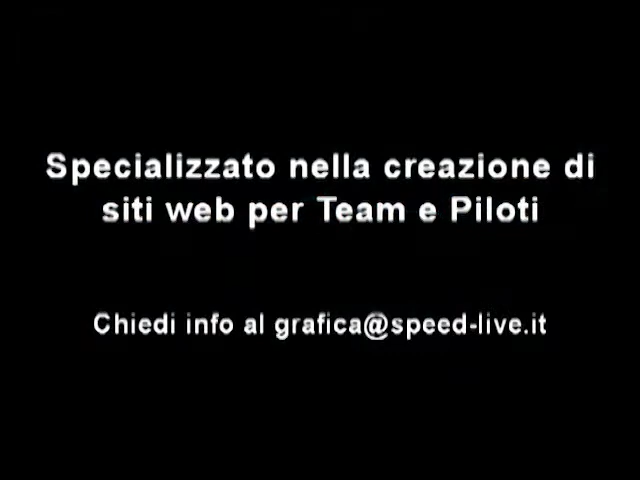 Specializzato nella creazione di
siti web per Team e Piloti
Chiedi info al grafica@speed-live.it